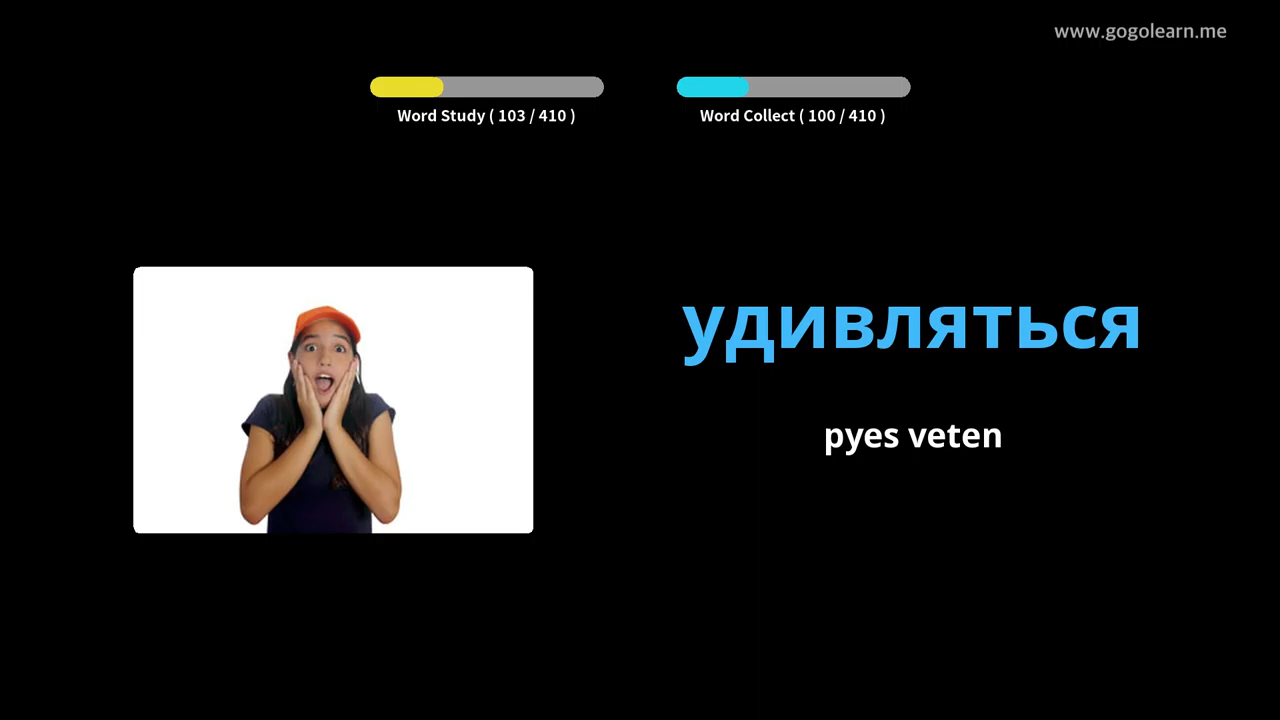 www.gogolearn.me
Word Study ( 103 / 410 )
Word Collect ( 100 / 410 )
удивляться
pyes veten